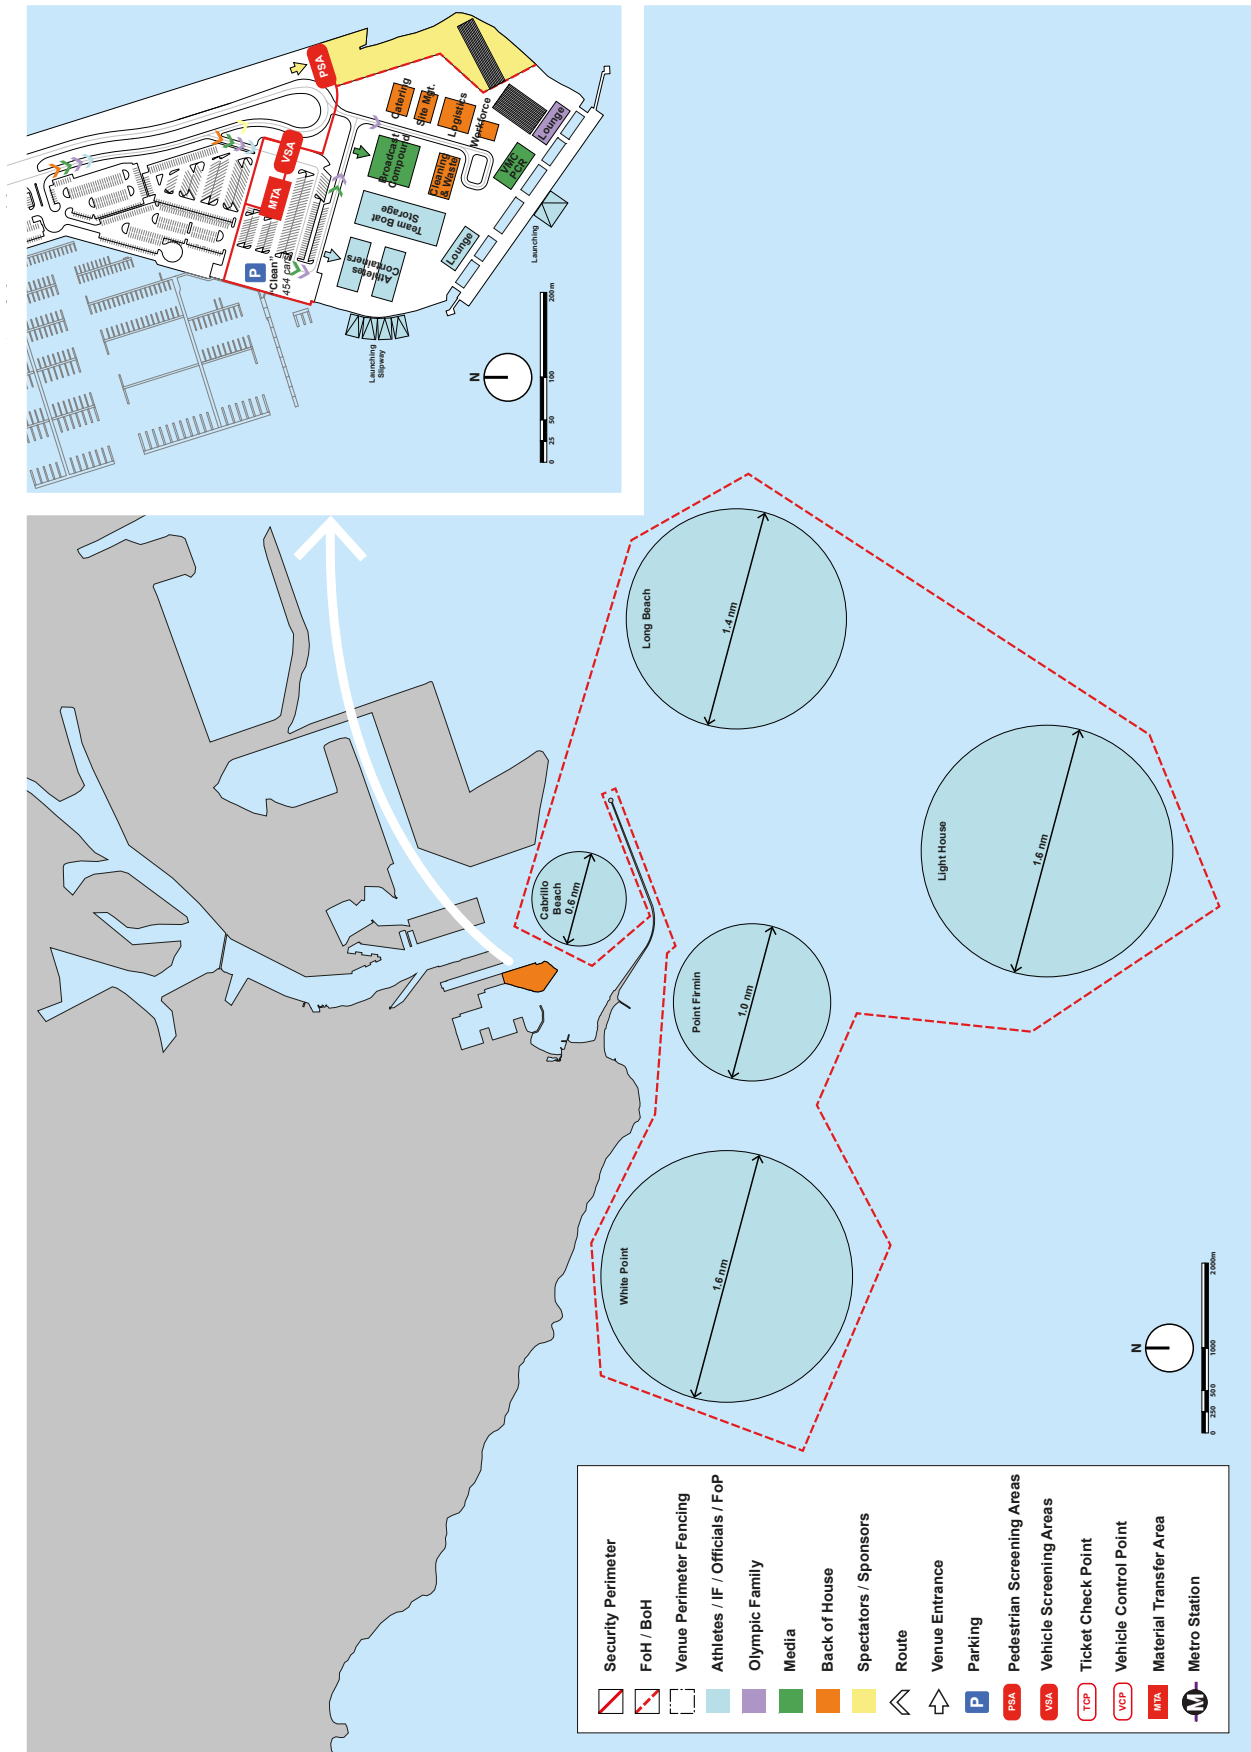 PSA
VSA
MTA
P
"Clean"
454 cars
Catering
Site Mgt.
Logistics
Workforce
Lounge
Broadcast
Compound
Cleaning
& Waste
VMC
PCR
Team Boat
Storage
Athletes
Containers
Lounge
Launching
Launching
Slipway
N
0
25
50
100
200m
Long Beach
1.4 nm
Cabrillo
Beach
0.6 nm
Light House
1.6 nm
Point Firmin
1.0 nm
White Point
1.6 nm
N
0
250
500
1000
2000m
Security Perimeter
FoH / BoH
Venue Perimeter Fencing
Athletes / IF / Officials / FoP
Olympic Family
Media
Back of House
Spectators / Sponsors
Route
Venue Entrance
P Parking
PSA Pedestrian Screening Areas
VSA Vehicle Screening Areas
TCP Ticket Check Point
VCP Vehicle Control Point
MTA Material Transfer Area
M Metro Station